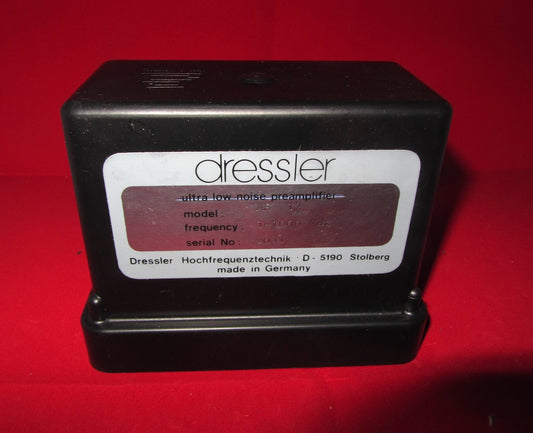 dressler
ultra low noise preamplifier
model:
frequency:
serial No:
Dressler Hochfrequenztechnik · D - 5190 Stolberg
made in Germany